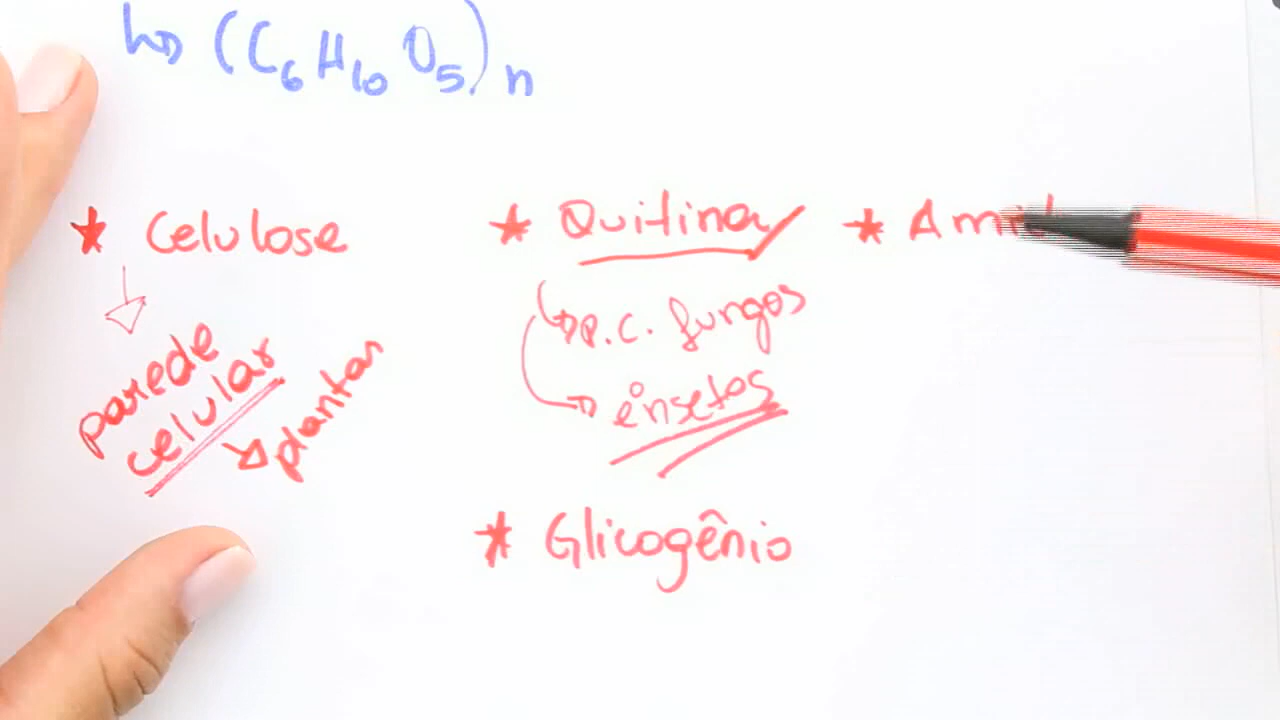 ↳ (C₆H₁₀O₅)n
★ Celulose
parede
celular
↘ plantas
★ Quitina
↳ p.c. fungos
→ insetos
★ Glicogênio
★ Amid